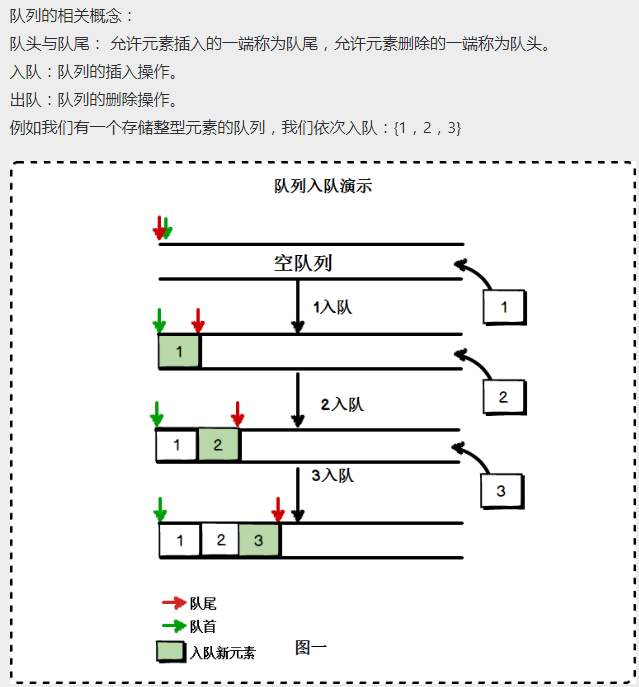 队列的相关概念：
队头与队尾： 允许元素插入的一端称为队尾，允许元素删除的一端称为队头。
入队：队列的插入操作。
出队：队列的删除操作。
例如我们有一个存储整型元素的队列，我们依次入队：{1，2，3}
队列入队演示
空队列
1
1入队
1
2
2入队
1 2
3
3入队
1 2 3
队尾
队首
入队新元素
图一